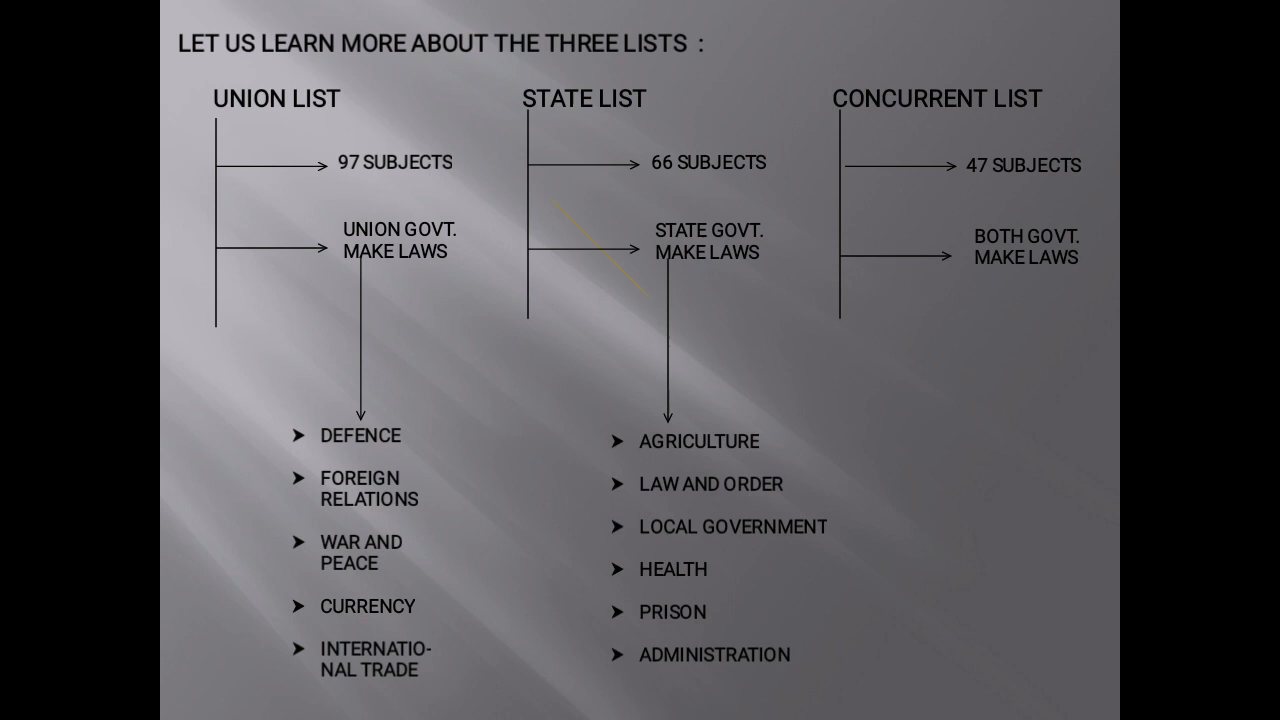 LET US LEARN MORE ABOUT THE THREE LISTS :
UNION LIST
97 SUBJECTS
UNION GOVT.
MAKE LAWS
DEFENCE
FOREIGN
RELATIONS
WAR AND
PEACE
CURRENCY
INTERNATIO-
NAL TRADE
STATE LIST
66 SUBJECTS
STATE GOVT.
MAKE LAWS
AGRICULTURE
LAW AND ORDER
LOCAL GOVERNMENT
HEALTH
PRISON
ADMINISTRATION
CONCURRENT LIST
47 SUBJECTS
BOTH GOVT.
MAKE LAWS